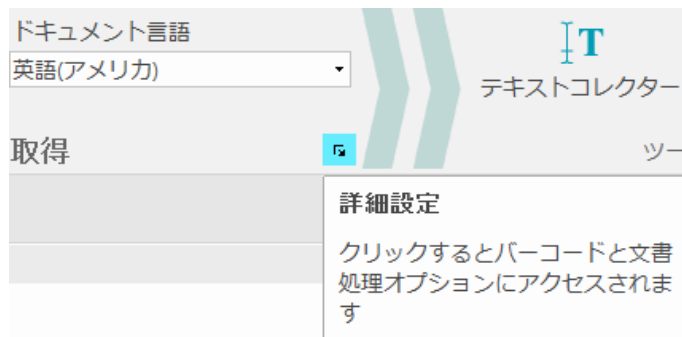 ドキュメント言語
英語(アメリカ)
T
テキストコレクター
取得
ツー
詳細設定
クリックするとバーコードと文書
処理オプションにアクセスされま
す